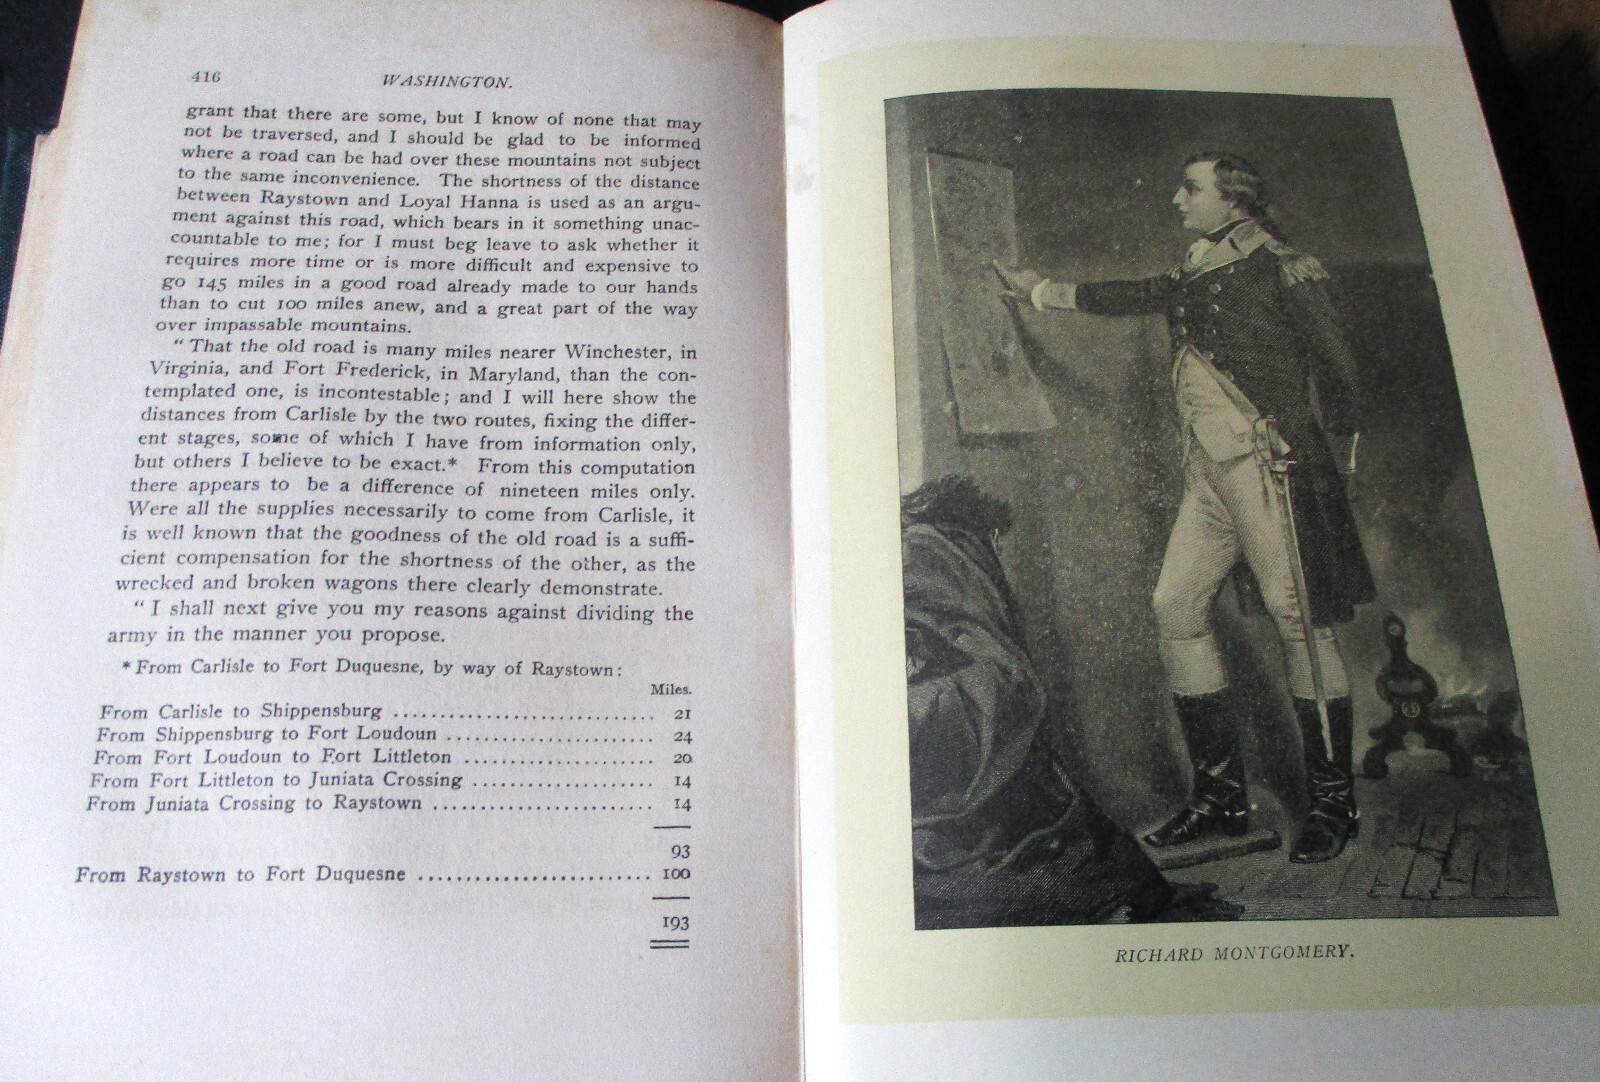 416 WASHINGTON.
grant that there are some, but I know of none that may
not be traversed, and I should be glad to be informed
where a road can be had over these mountains not subject
to the same inconvenience. The shortness of the distance
between Raystown and Loyal Hanna is used as an argu-
ment against this road, which bears in it something unac-
countable to me; for I must beg leave to ask whether it
requires more time or is more difficult and expensive to
go 145 miles in a good road already made to our hands
than to cut 100 miles anew, and a great part of the way
over impassable mountains.
“That the old road is many miles nearer Winchester, in
Virginia, and Fort Frederick, in Maryland, than the con-
templated one, is incontestable; and I will here show the
distances from Carlisle by the two routes, fixing the differ-
ent stages, some of which I have from information only,
but others I believe to be exact.* From this computation
there appears to be a difference of nineteen miles only.
Were all the supplies necessarily to come from Carlisle, it
is well known that the goodness of the old road is a suffi-
cient compensation for the shortness of the other, as the
wrecked and broken wagons there clearly demonstrate.
“I shall next give you my reasons against dividing the
army in the manner you propose.
* From Carlisle to Fort Duquesne, by way of Raystown:
Miles.
From Carlisle to Shippensburg ............................ 21
From Shippensburg to Fort Loudoun ...................... 24
From Fort Loudoun to Fort Littleton .................... 20
From Fort Littleton to Juniata Crossing .................... 14
From Juniata Crossing to Raystown ........................ 14
93
From Raystown to Fort Duquesne ......................... 100
193
RICHARD MONTGOMERY.